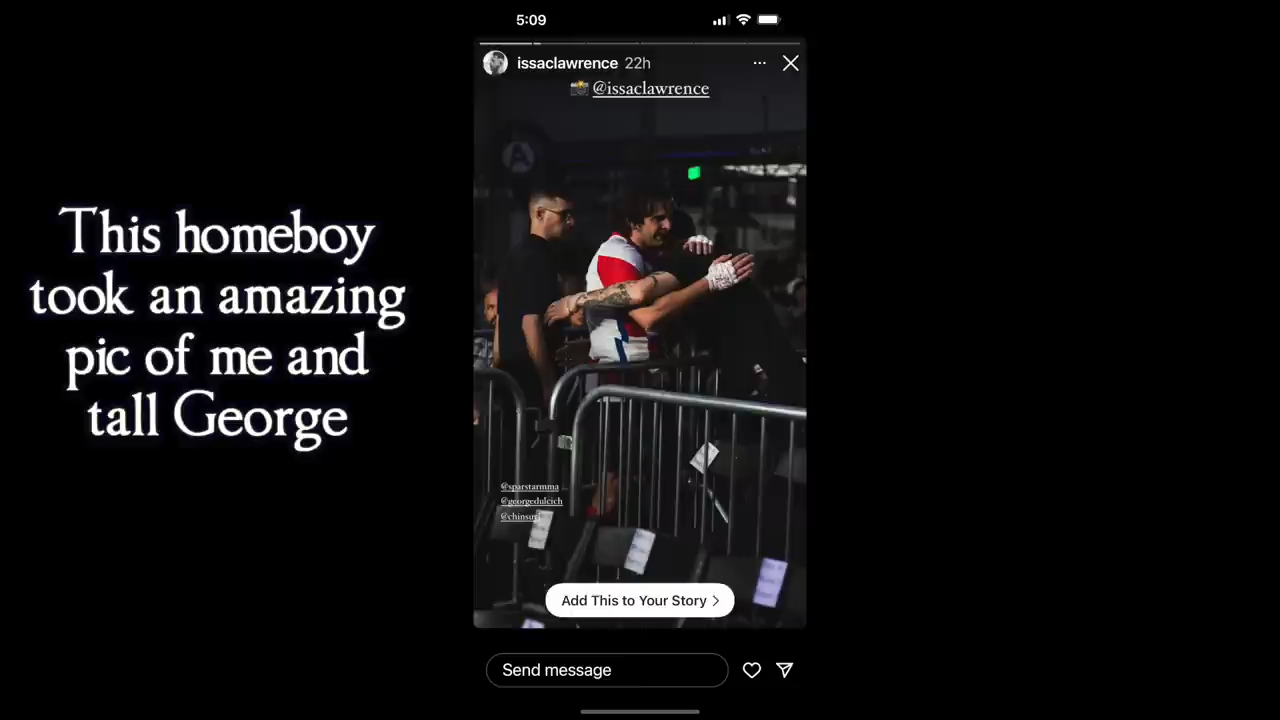 This homeboy
took an amazing
pic of me and
tall George
5:09
issaclawrence 22h
@issaclawrence
A
@sparstarmma
@georgedulcich
Add This to Your Story
Send message